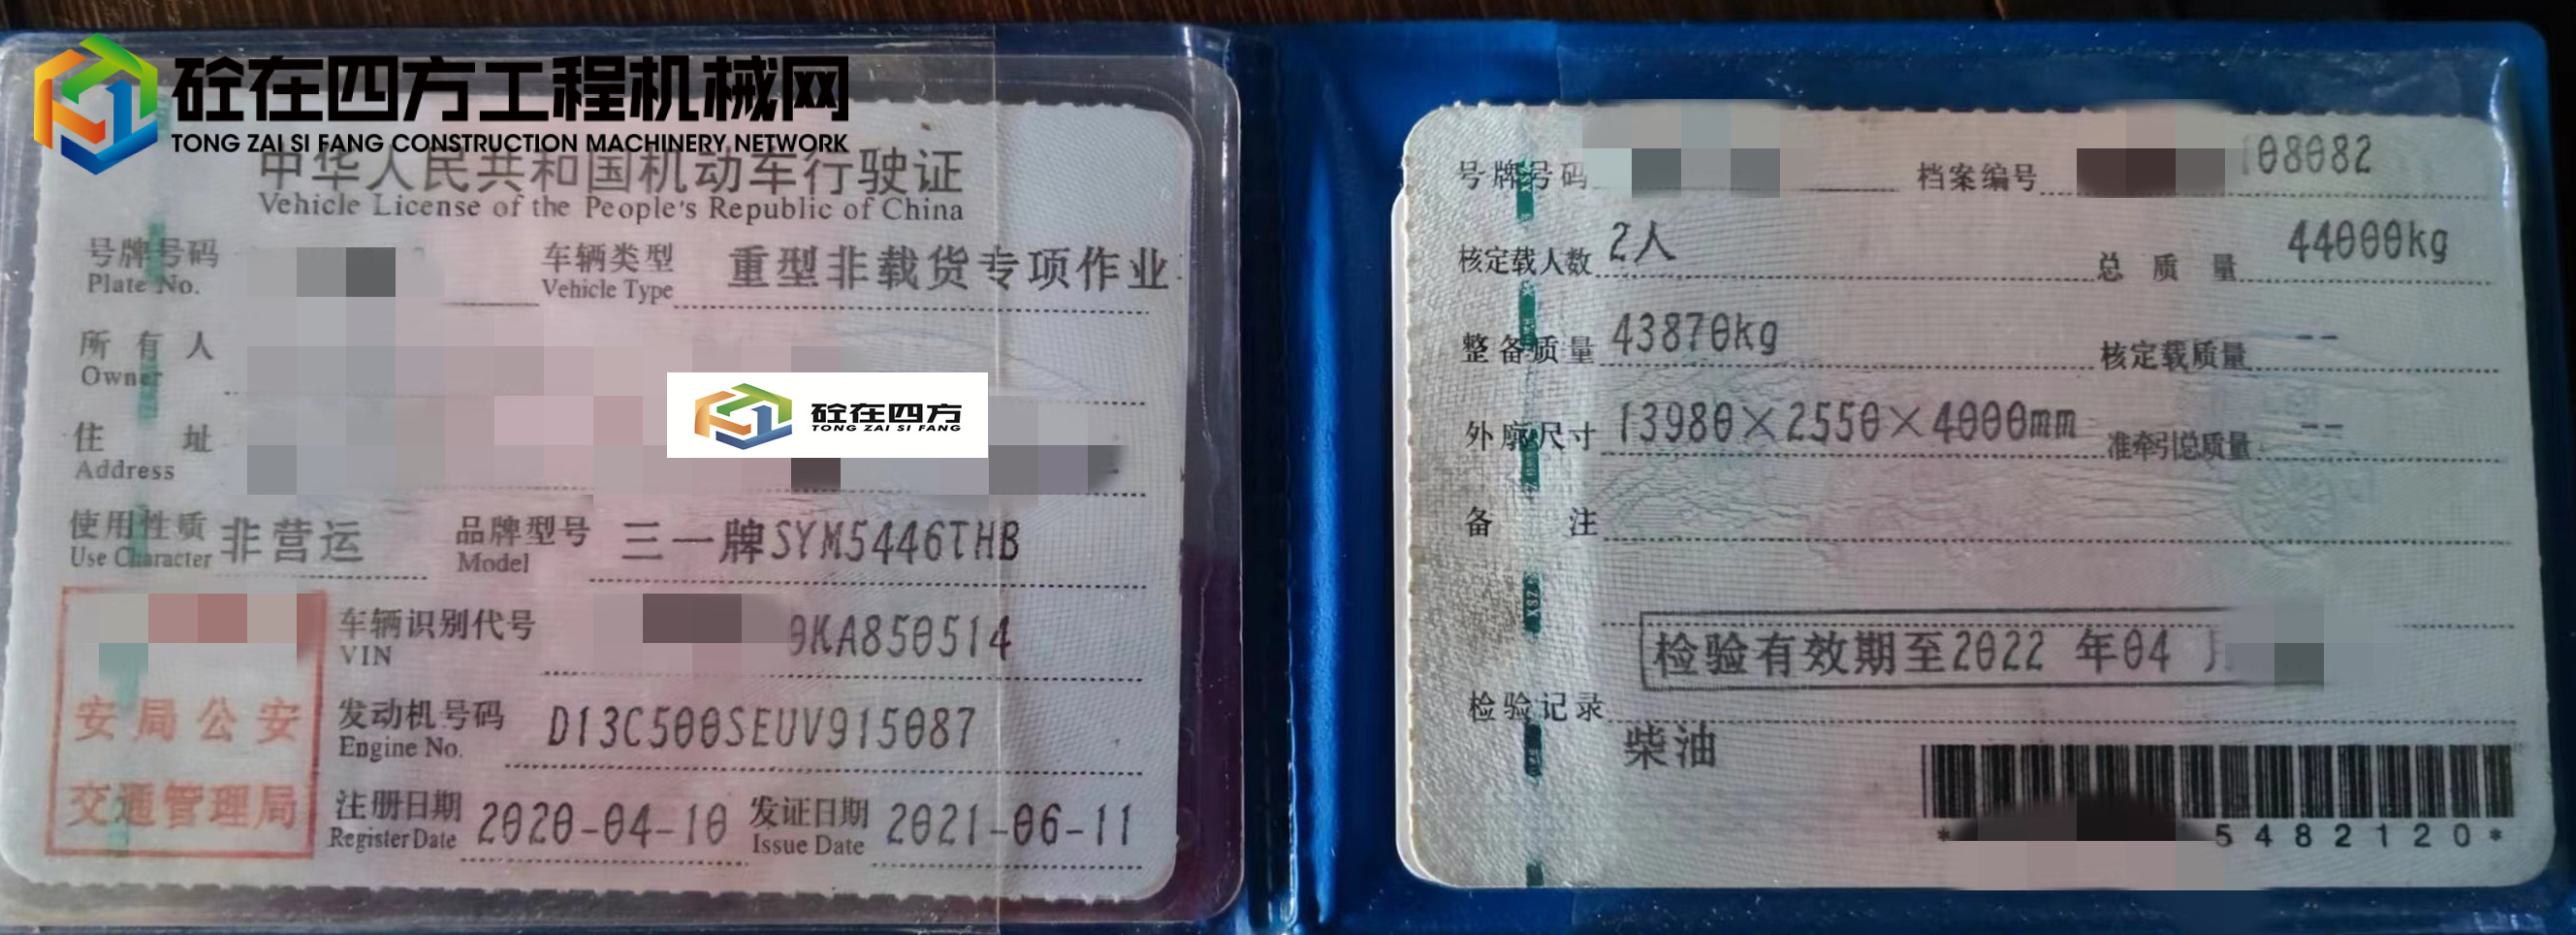 砼在四方工程机械网
TONG ZAI SI FANG CONSTRUCTION MACHINERY NETWORK
中华人民共和国机动车行驶证
Vehicle License of the People's Republic of China
号牌号码
Plate No.
车辆类型 重型非载货专项作业
Vehicle Type
所有人
Owner
砼在四方
TONG ZAI SI FANG
住址
Address
使用性质 非营运
Use Character
品牌型号 三一牌SYM5446THB
Model
车辆识别代号 0KA850514
VIN
安局公安
交通管理局
发动机号码 D13C500SEUV915087
Engine No.
注册日期 2020-04-10
Register Date
发证日期 2021-06-11
Issue Date
号牌号码
档案编号 108082
核定载人数 2人
总质量 44000kg
整备质量 43870kg
核定载质量 --
外廓尺寸 13980×2550×4000mm
准牵引总质量 --
备注
检验有效期至2022 年04 月
检验记录
柴油
* 5482120*